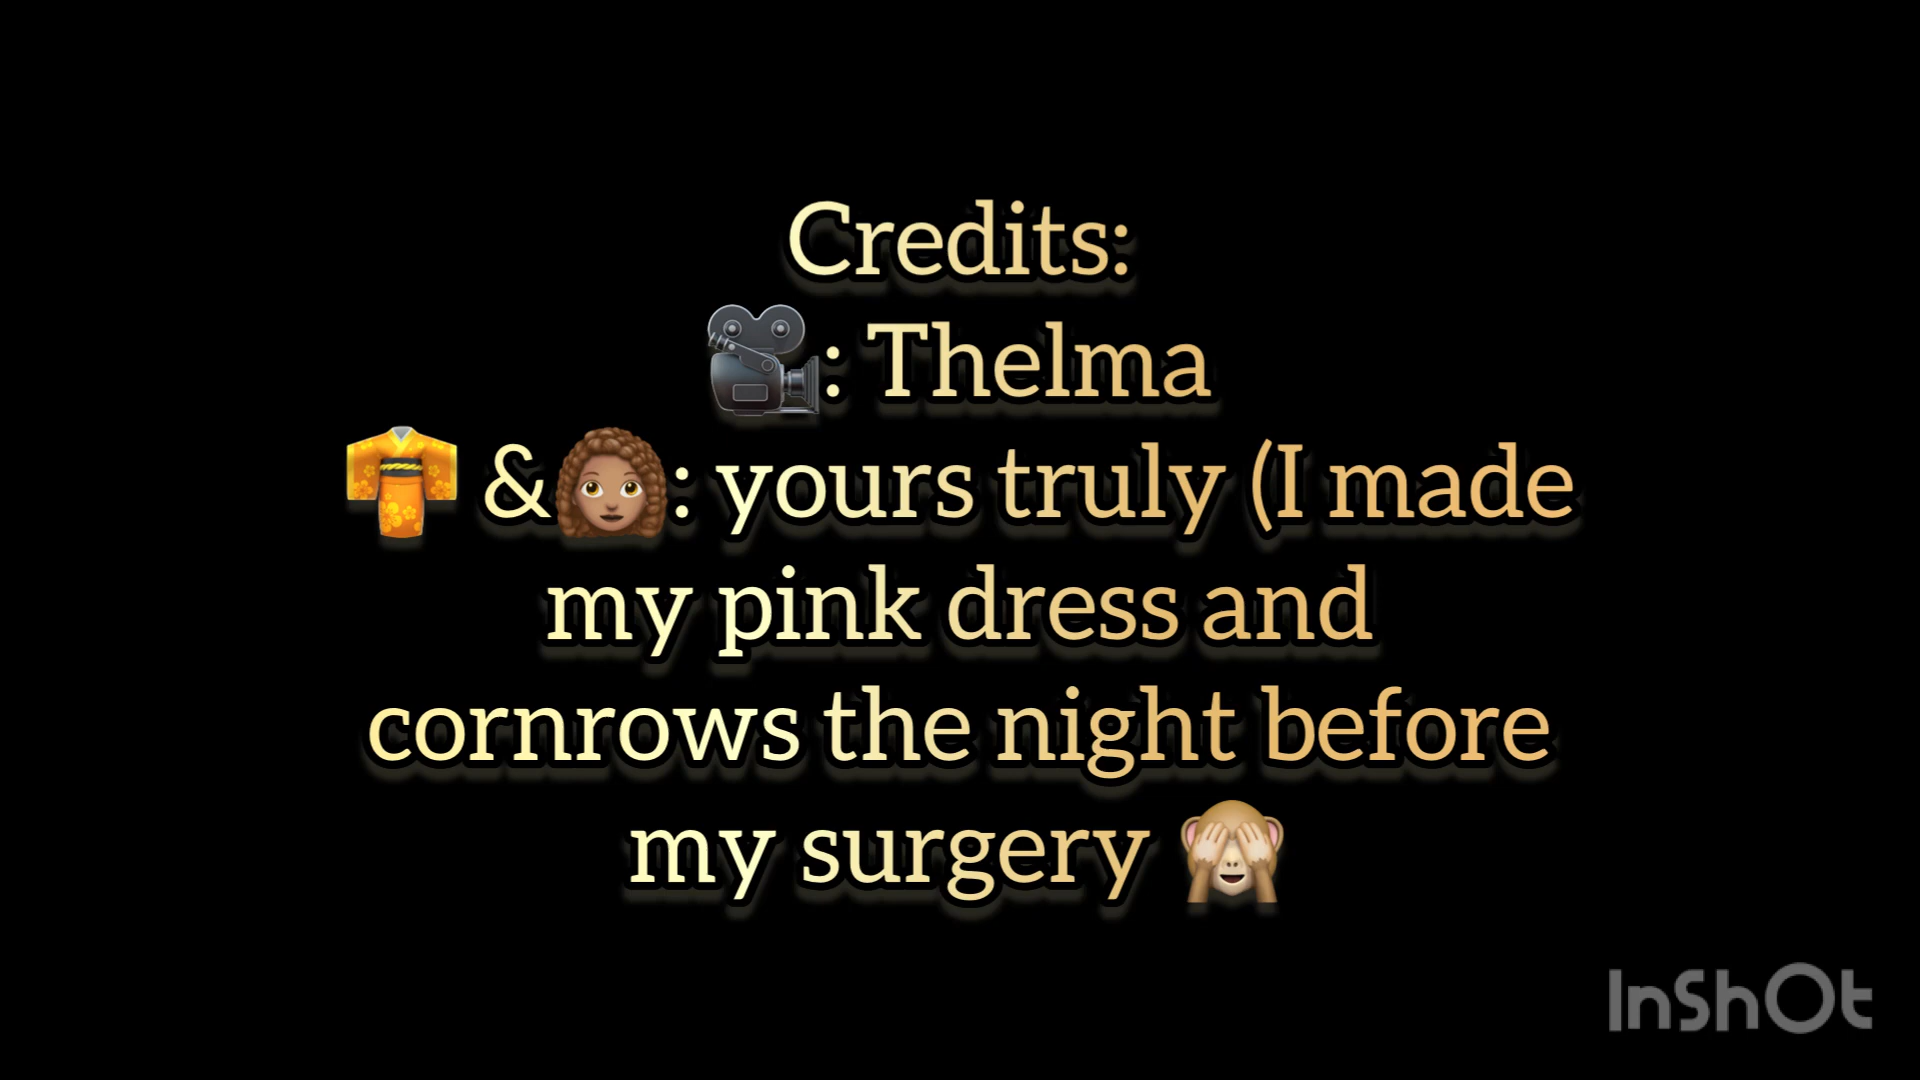 Credits:
🎥: Thelma
👘 &👩🏽‍🦱: yours truly (I made
my pink dress and
cornrows the night before
my surgery 🙈
InShOt